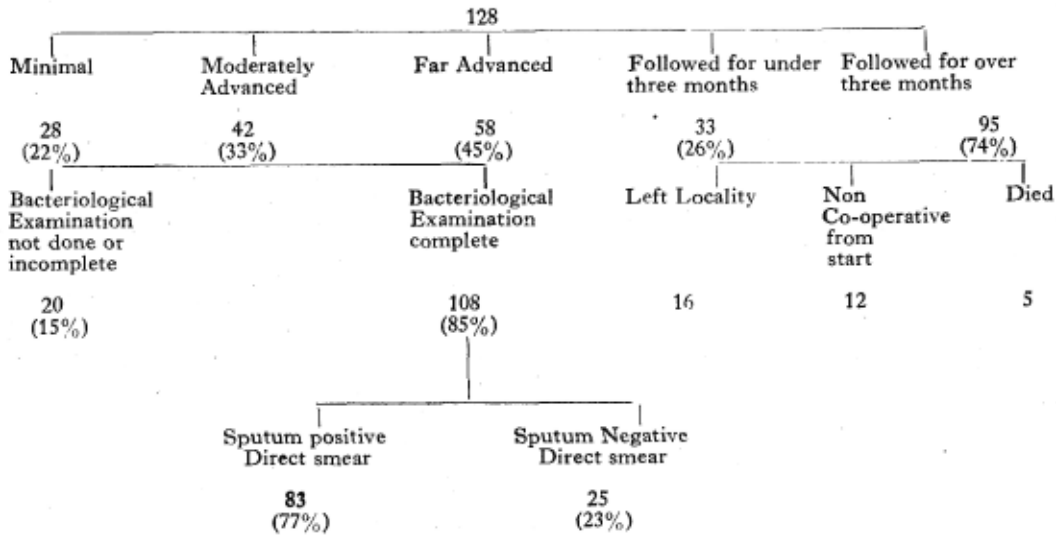 128
Minimal
Moderately
Advanced
Far Advanced
Followed for under
three months
Followed for over
three months
28
(22%)
42
(33%)
58
(45%)
33
(26%)
95
(74%)
Bacteriological
Examination
not done or
incomplete
Bacteriological
Examination
complete
Left Locality
Non
Co-operative
from
start
Died
20
(15%)
108
(85%)
16
12
5
Sputum positive
Direct smear
Sputum Negative
Direct smear
83
(77%)
25
(23%)